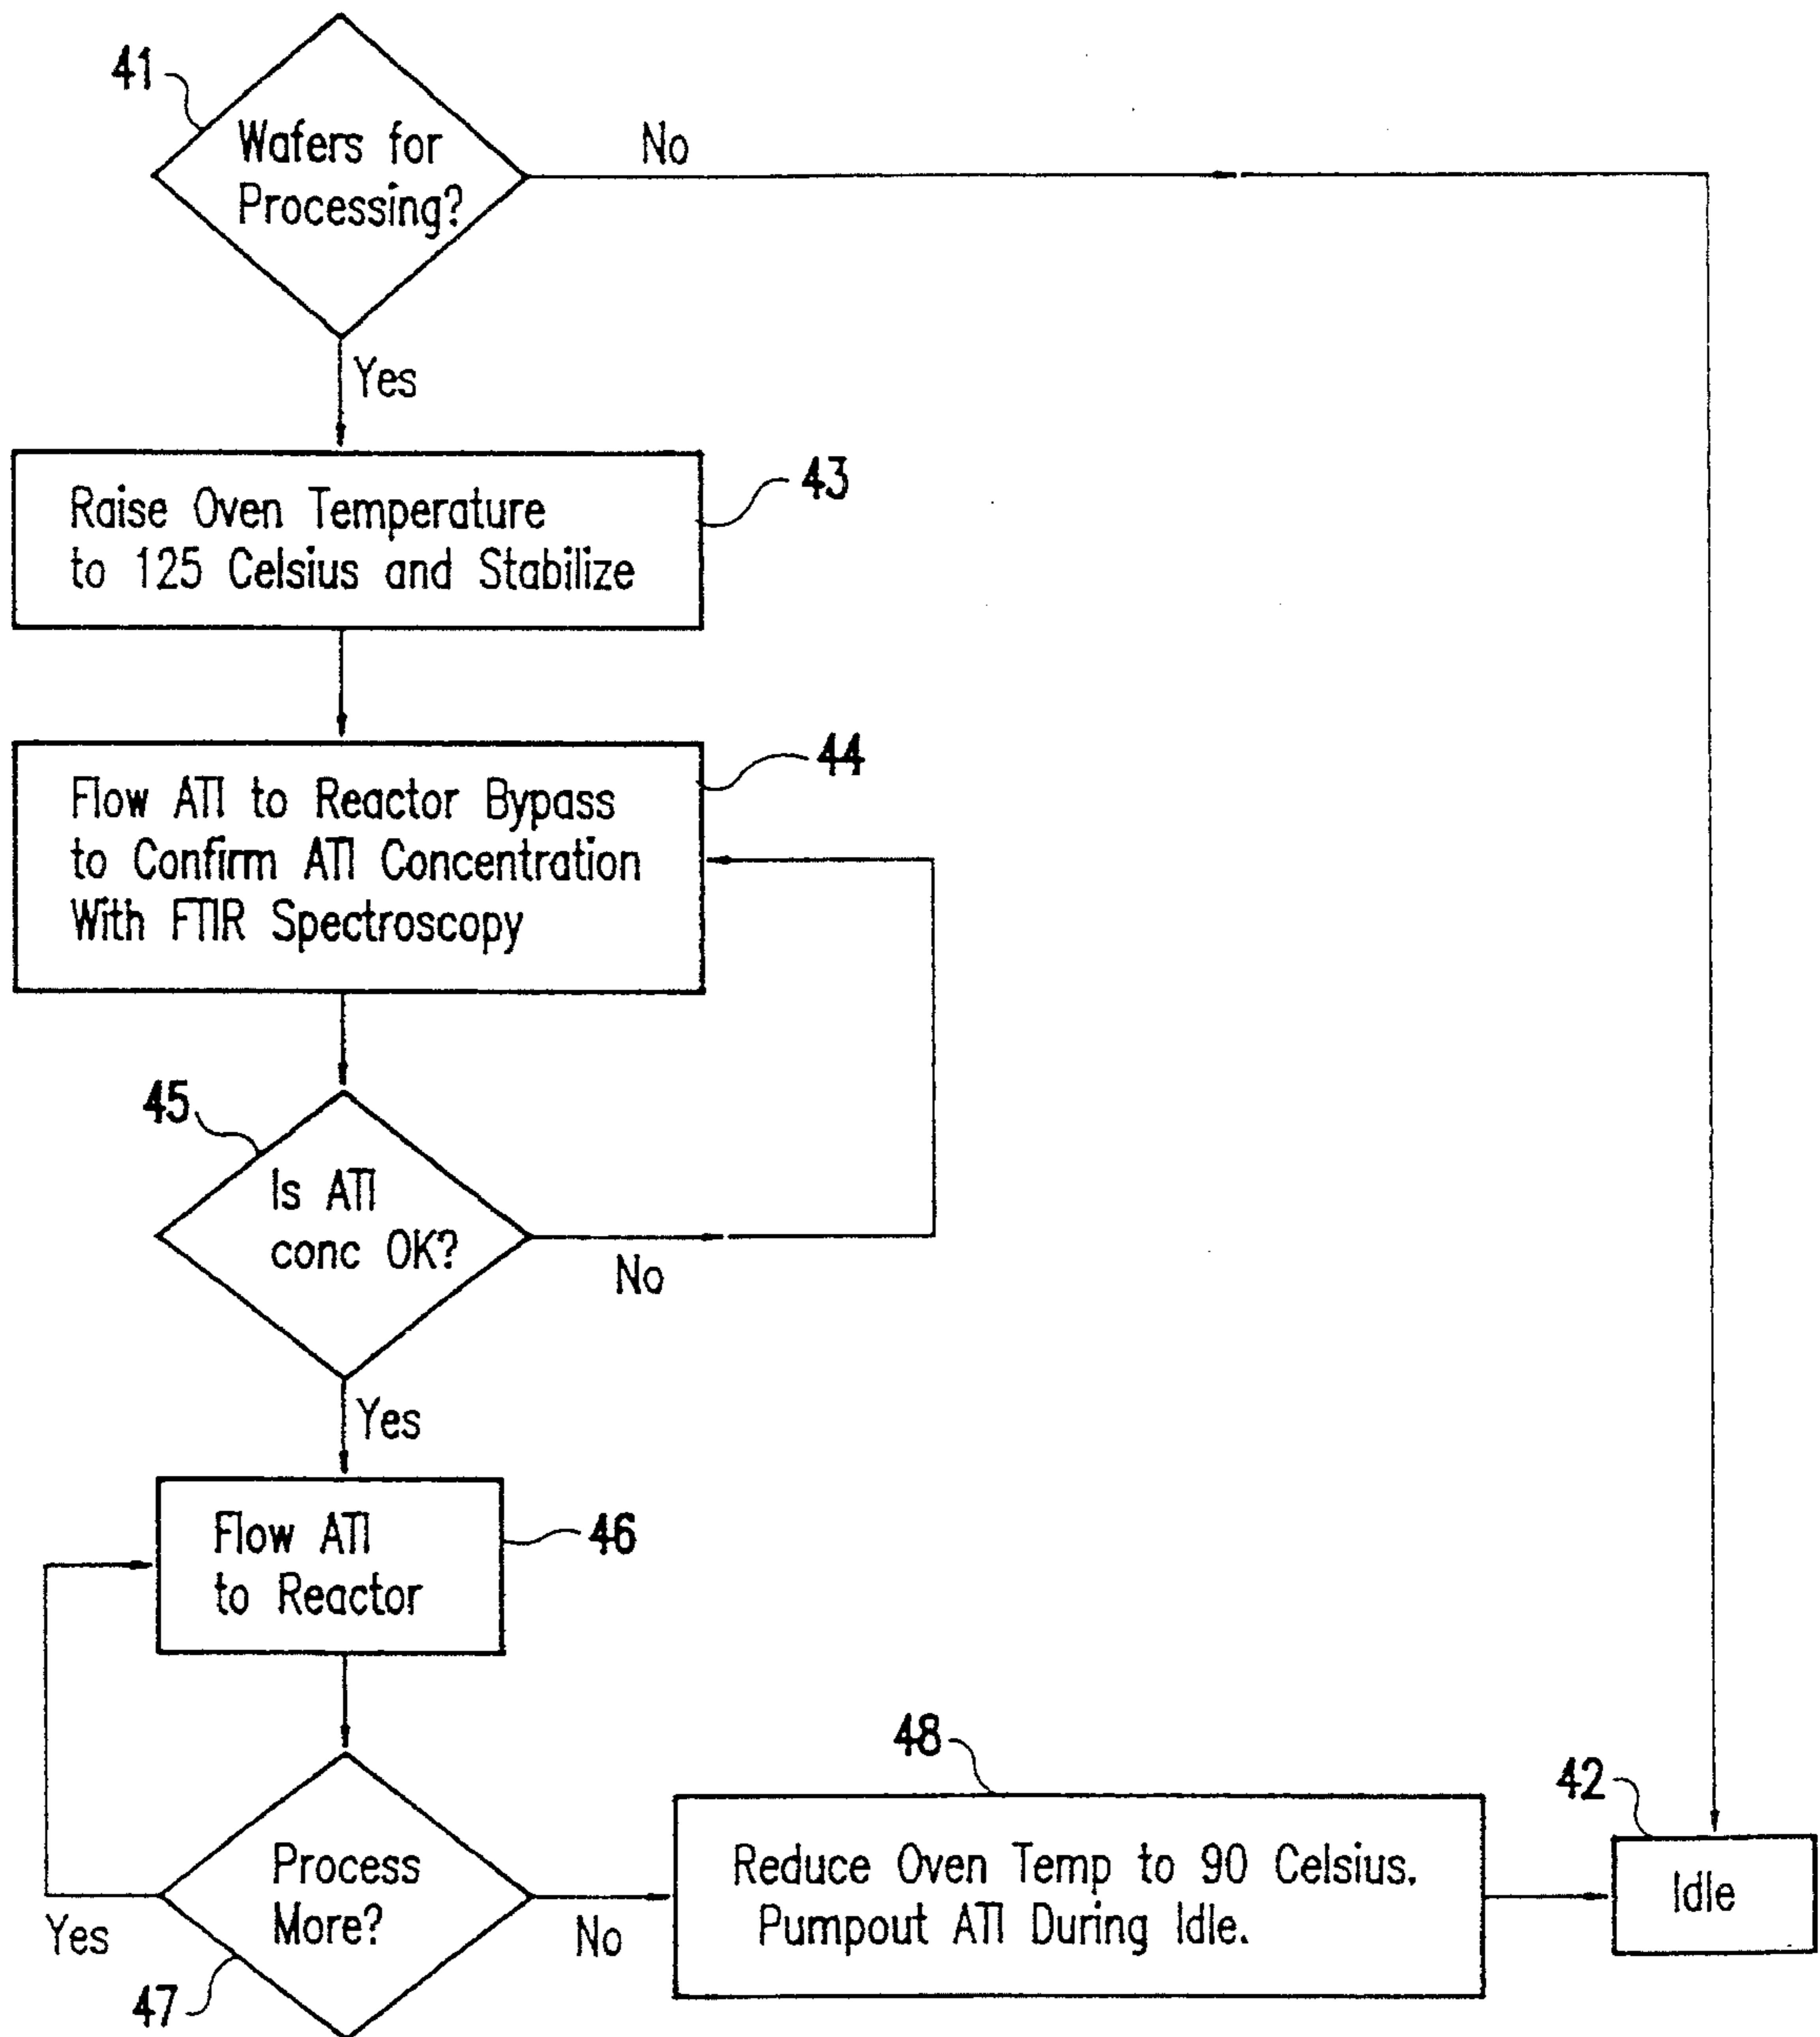 41
Wafers for
Processing?
No
Yes
43
Raise Oven Temperature
to 125 Celsius and Stabilize
44
Flow ATI to Reactor Bypass
to Confirm ATI Concentration
With FTIR Spectroscopy
45
Is ATI
conc OK?
No
Yes
46
Flow ATI
to Reactor
47
Process
More?
Yes
No
48
Reduce Oven Temp to 90 Celsius.
Pumpout ATI During Idle.
42
Idle